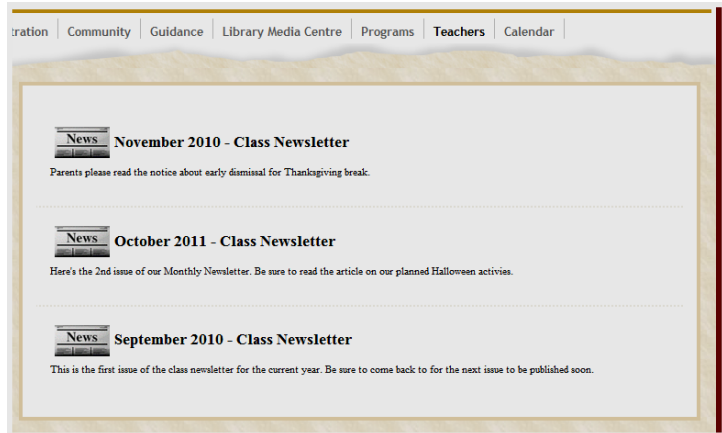 tration Community Guidance Library Media Centre Programs Teachers Calendar
News November 2010 - Class Newsletter
Parents please read the notice about early dismissal for Thanksgiving break.
News October 2011 - Class Newsletter
Here's the 2nd issue of our Monthly Newsletter. Be sure to read the article on our planned Halloween activies.
News September 2010 - Class Newsletter
This is the first issue of the class newsletter for the current year. Be sure to come back to for the next issue to be published soon.